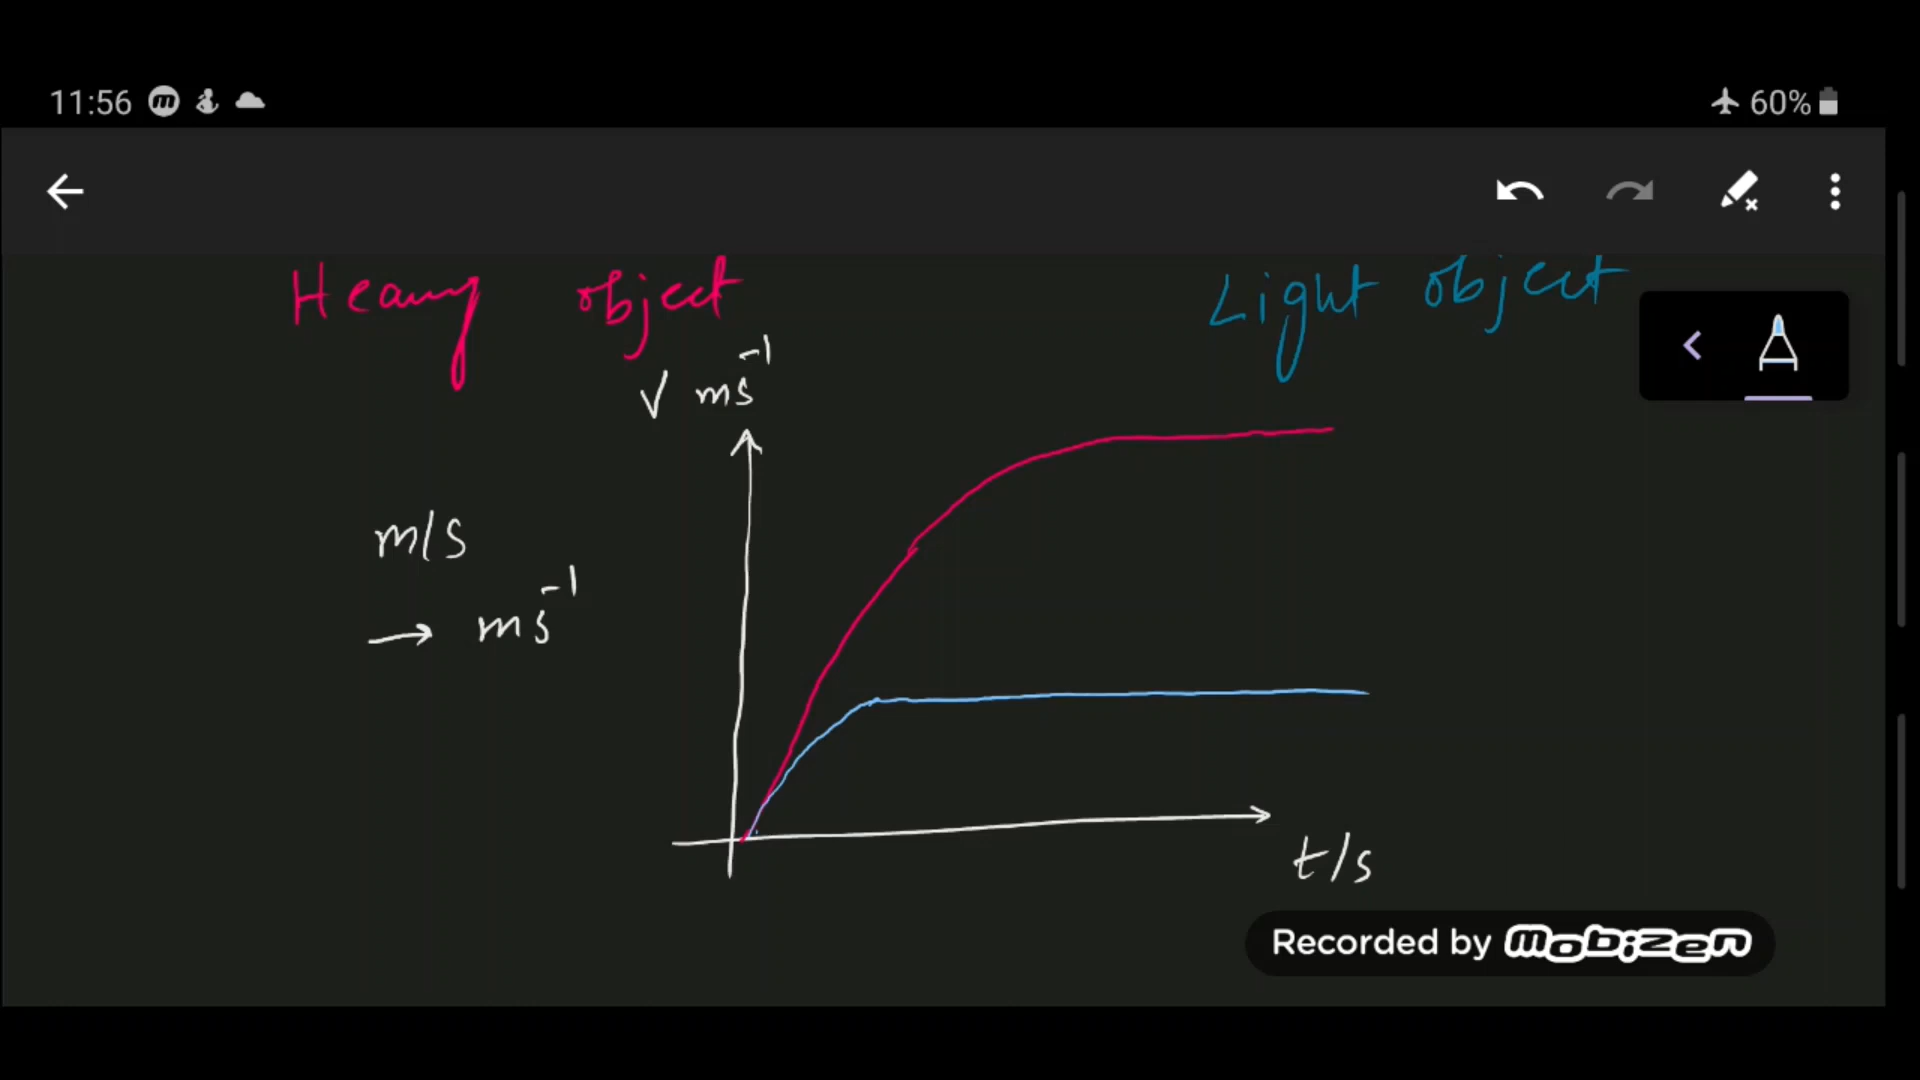 11:56
60%
Heavy object
Light object
v ms⁻¹
m/s
→ ms⁻¹
t/s
Recorded by mobizen